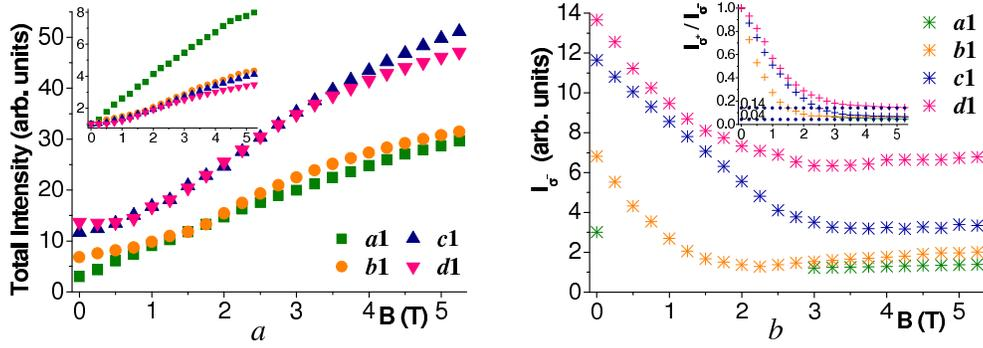 Total Intensity (arb. units)
50
40
30
20
10
0
8
6
4
2
0 1 2 3 4 5
a1 c1
b1 d1
0 1 2 3 4 B (T) 5
a
I σ⁻ (arb. units)
14
12
10
8
6
4
2
0
I σ⁺ / I σ⁻
1.0
0.8
0.6
0.4
0.2
0.0
0.14
0.04
0 1 2 3 4 5
a1
b1
c1
d1
0 1 2 3 4 B (T) 5
b